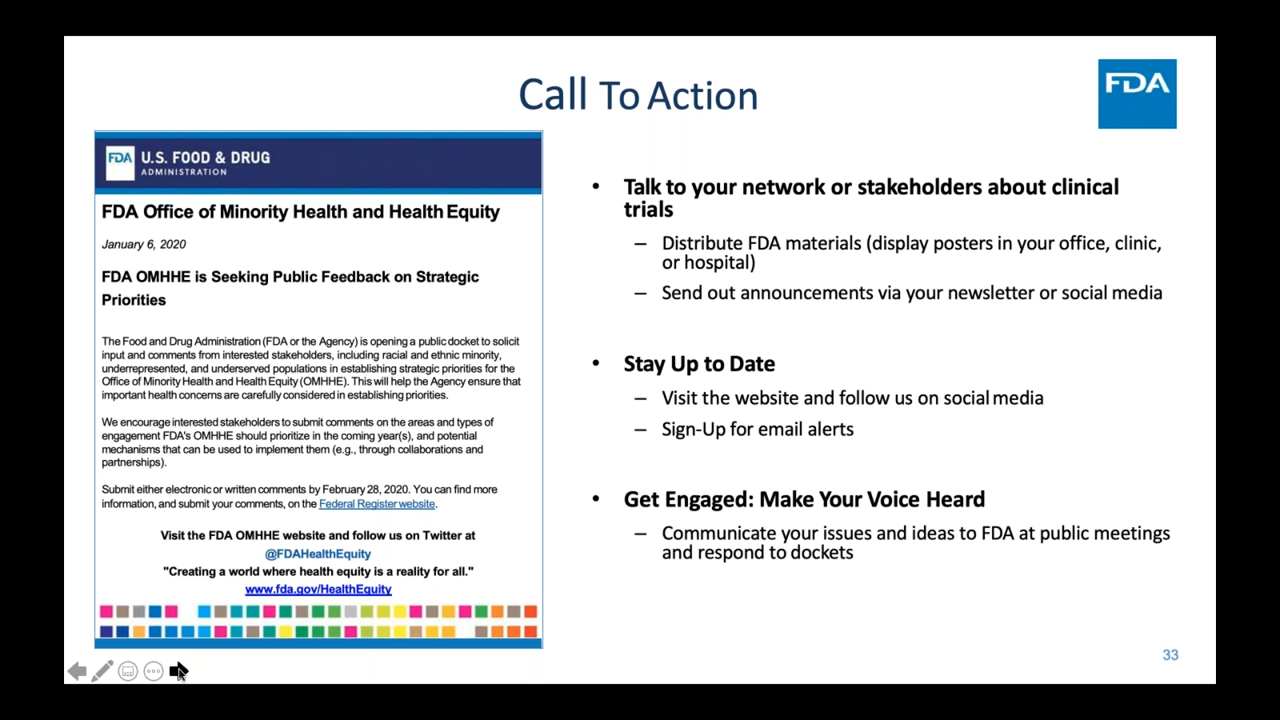 Call To Action
FDA
FDA U.S. FOOD & DRUG
ADMINISTRATION
FDA Office of Minority Health and Health Equity
January 6, 2020
FDA OMHHE is Seeking Public Feedback on Strategic
Priorities
The Food and Drug Administration (FDA or the Agency) is opening a public docket to solicit
input and comments from interested stakeholders, including racial and ethnic minority,
underrepresented, and underserved populations in establishing strategic priorities for the
Office of Minority Health and Health Equity (OMHHE). This will help the Agency ensure that
important health concerns are carefully considered in establishing priorities.
We encourage interested stakeholders to submit comments on the areas and types of
engagement FDA's OMHHE should prioritize in the coming year(s), and potential
mechanisms that can be used to implement them (e.g., through collaborations and
partnerships).
Submit either electronic or written comments by February 28, 2020. You can find more
information, and submit your comments, on the Federal Register website.
Visit the FDA OMHHE website and follow us on Twitter at
@FDAHealthEquity
"Creating a world where health equity is a reality for all."
www.fda.gov/HealthEquity
• Talk to your network or stakeholders about clinical
trials
– Distribute FDA materials (display posters in your office, clinic,
or hospital)
– Send out announcements via your newsletter or social media
• Stay Up to Date
– Visit the website and follow us on social media
– Sign-Up for email alerts
• Get Engaged: Make Your Voice Heard
– Communicate your issues and ideas to FDA at public meetings
and respond to dockets
33